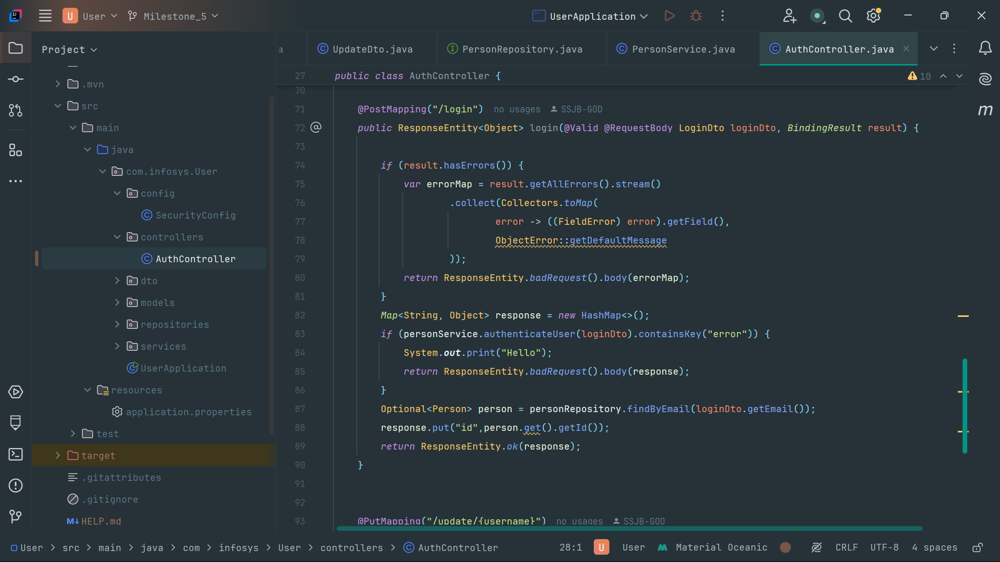 U User Milestone_5 UserApplication
Project
a UpdateDto.java PersonRepository.java PersonService.java AuthController.java
.mvn
src
main
java
com.infosys.User
config
SecurityConfig
controllers
AuthController
dto
models
repositories
services
UserApplication
resources
application.properties
test
target
.gitattributes
.gitignore
M↓ HELP.md
27 public class AuthController { 10
70
71 @PostMapping("/login") no usages SSJB-GOD
72 public ResponseEntity<Object> login(@Valid @RequestBody LoginDto loginDto, BindingResult result) {
73
74 if (result.hasErrors()) {
75 var errorMap = result.getAllErrors().stream()
76 .collect(Collectors.toMap(
77 error -> ((FieldError) error).getField(),
78 ObjectError::getDefaultMessage
79 ));
80 return ResponseEntity.badRequest().body(errorMap);
81 }
82 Map<String, Object> response = new HashMap<>();
83 if (personService.authenticateUser(loginDto).containsKey("error")) {
84 System.out.print("Hello");
85 return ResponseEntity.badRequest().body(response);
86 }
87 Optional<Person> person = personRepository.findByEmail(loginDto.getEmail());
88 response.put("id",person.get().getId());
89 return ResponseEntity.ok(response);
90 }
91
92
93 @PutMapping("/update/{username}") no usages SSJB-GOD
m
User > src > main > java > com > infosys > User > controllers > AuthController 28:1 U User Material Oceanic CRLF UTF-8 4 spaces